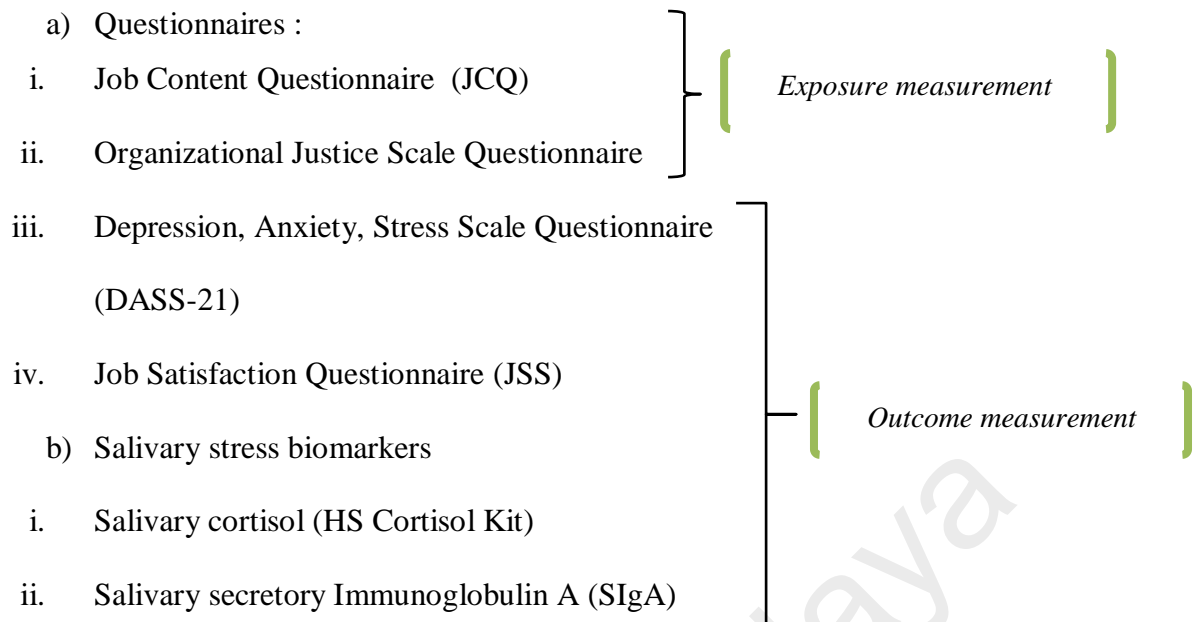 a) Questionnaires :
i. Job Content Questionnaire (JCQ)
Exposure measurement
ii. Organizational Justice Scale Questionnaire
iii. Depression, Anxiety, Stress Scale Questionnaire
(DASS-21)
iv. Job Satisfaction Questionnaire (JSS)
Outcome measurement
b) Salivary stress biomarkers
i. Salivary cortisol (HS Cortisol Kit)
ii. Salivary secretory Immunoglobulin A (SIgA)